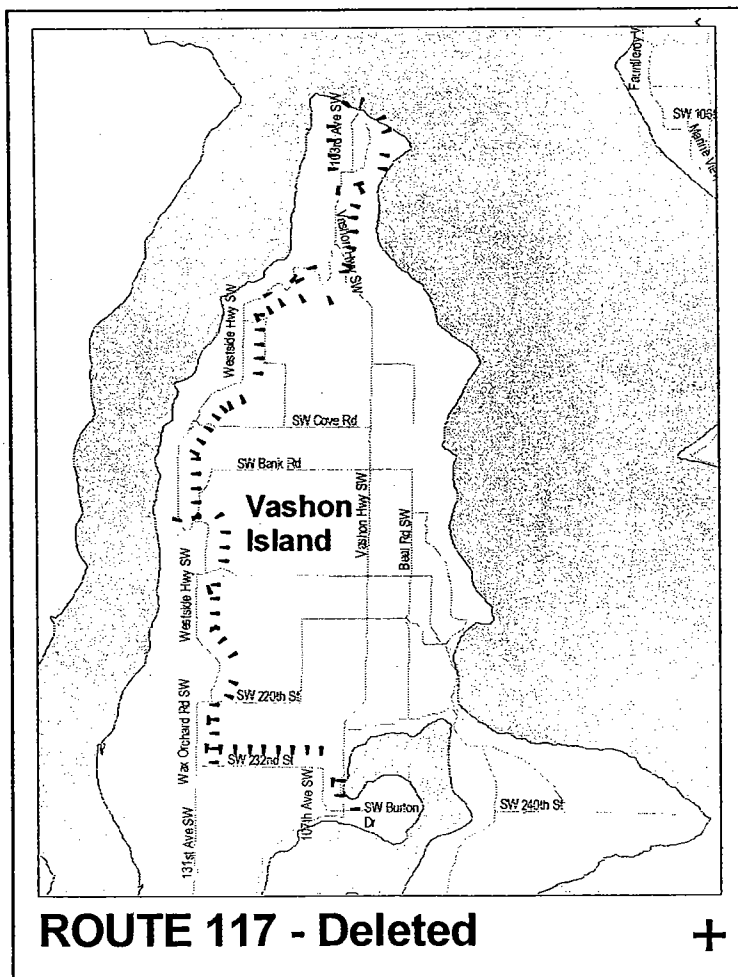 Fauntleroy
SW 106
Marine View
103rd Ave SW
Vashon Hwy SW
Westside Hwy SW
SW Cove Rd
SW Bank Rd
Vashon
Island
Vashon Hwy SW
Beal Rd SW
Westside Hwy SW
SW 220th St
Wax Orchard Rd SW
SW 232nd St
131st Ave SW
107th Ave SW
SW Burton
Dr
SW 240th St
ROUTE 117 - Deleted